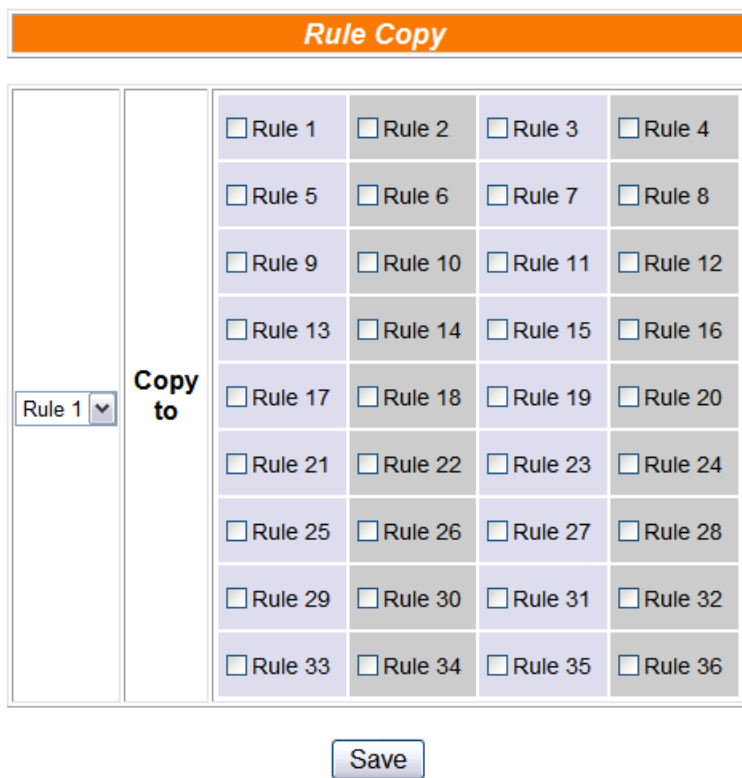 Rule Copy
Rule 1 Rule 2 Rule 3 Rule 4
Rule 5 Rule 6 Rule 7 Rule 8
Rule 9 Rule 10 Rule 11 Rule 12
Rule 13 Rule 14 Rule 15 Rule 16
Rule 1
Copy
to
Rule 17 Rule 18 Rule 19 Rule 20
Rule 21 Rule 22 Rule 23 Rule 24
Rule 25 Rule 26 Rule 27 Rule 28
Rule 29 Rule 30 Rule 31 Rule 32
Rule 33 Rule 34 Rule 35 Rule 36
Save